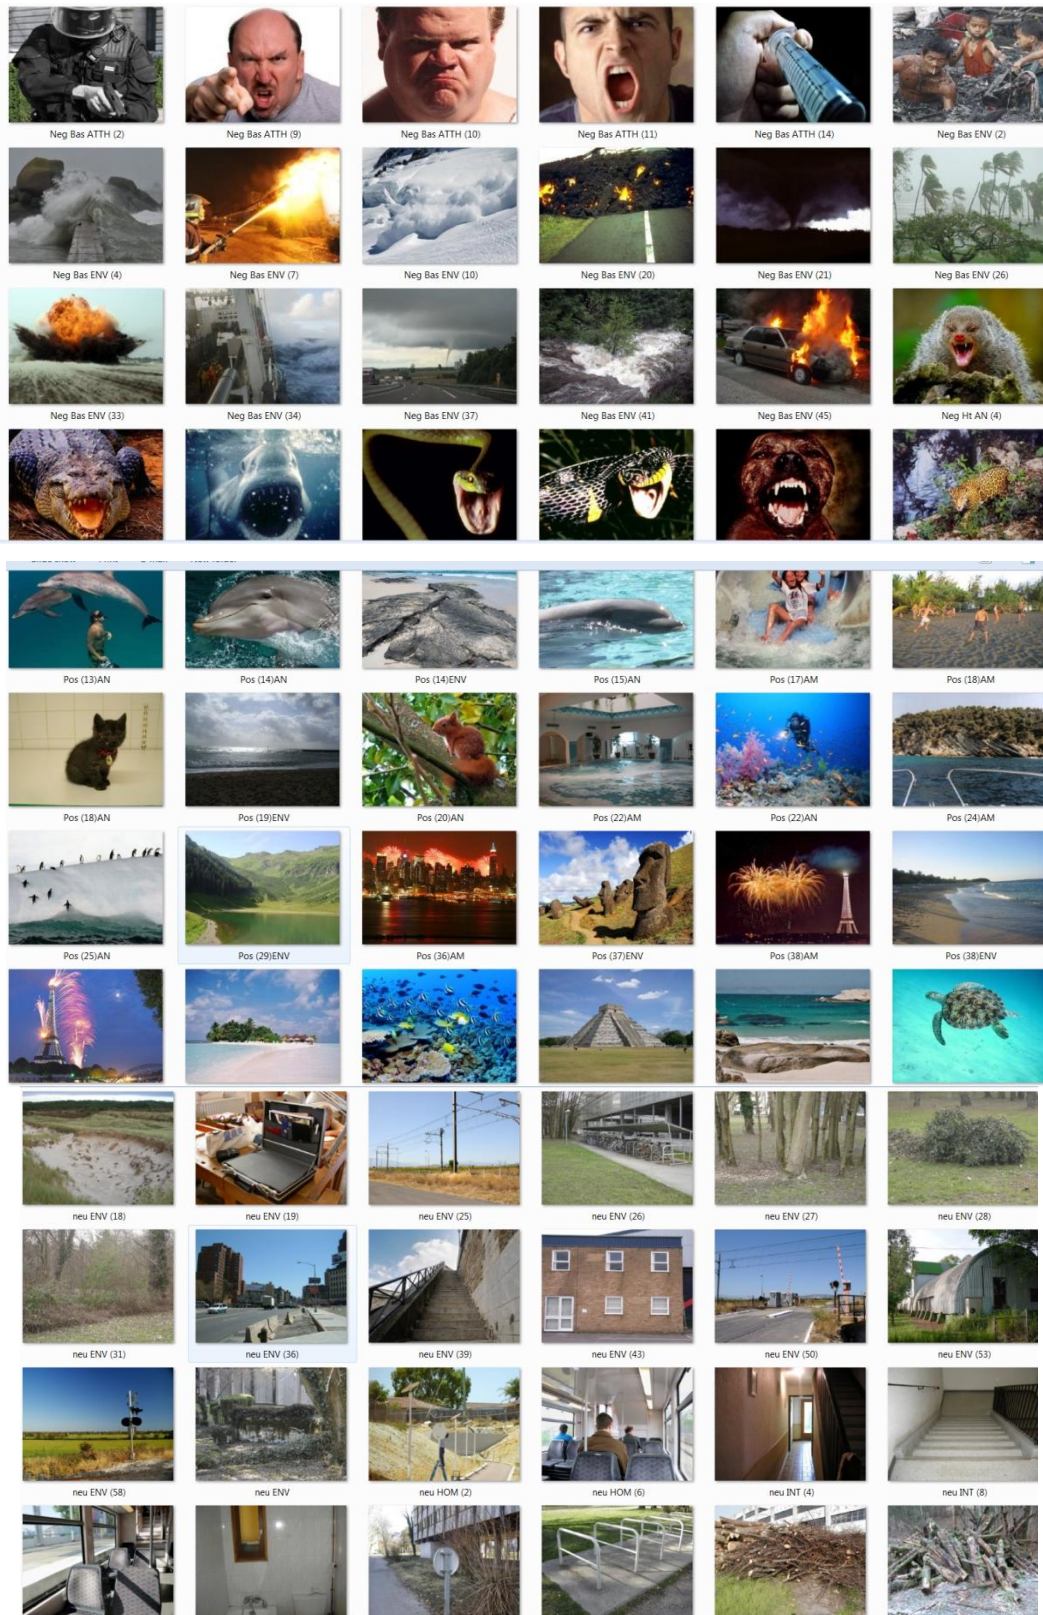 Neg Bas ATTH (2) Neg Bas ATTH (9) Neg Bas ATTH (10) Neg Bas ATTH (11) Neg Bas ATTH (14) Neg Bas ENV (2)
Neg Bas ENV (4) Neg Bas ENV (7) Neg Bas ENV (10) Neg Bas ENV (20) Neg Bas ENV (21) Neg Bas ENV (26)
Neg Bas ENV (33) Neg Bas ENV (34) Neg Bas ENV (37) Neg Bas ENV (41) Neg Bas ENV (45) Neg Ht AN (4)
Pos (13)AN Pos (14)AN Pos (14)ENV Pos (15)AN Pos (17)AM Pos (18)AM
Pos (18)AN Pos (19)ENV Pos (20)AN Pos (22)AM Pos (22)AN Pos (24)AM
Pos (25)AN Pos (29)ENV Pos (36)AM Pos (37)ENV Pos (38)AM Pos (38)ENV
neu ENV (18) neu ENV (19) neu ENV (25) neu ENV (26) neu ENV (27) neu ENV (28)
neu ENV (31) neu ENV (36) neu ENV (39) neu ENV (43) neu ENV (50) neu ENV (53)
neu ENV (58) neu ENV neu HOM (2) neu HOM (6) neu INT (4) neu INT (8)